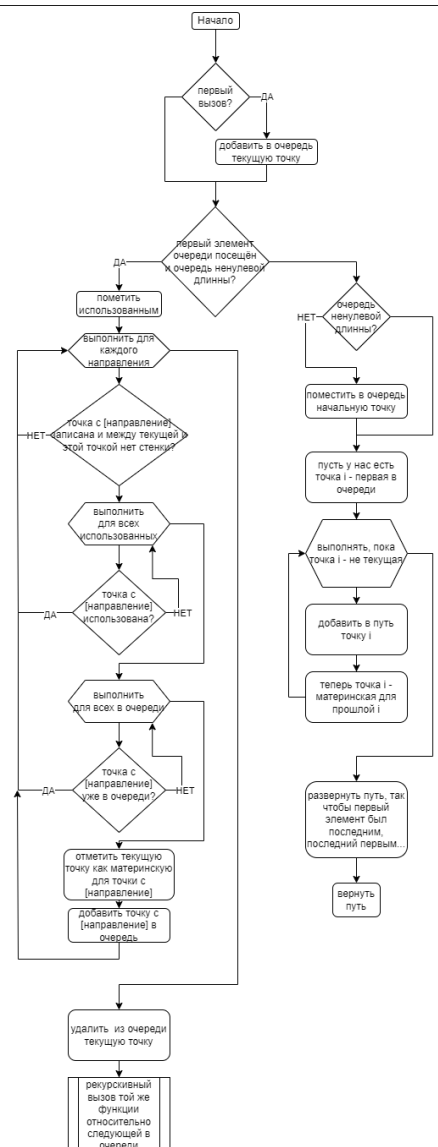 Начало
первый
вызов?
ДА
добавить в очередь
текущую точку
первый элемент
очереди посещён
и очередь ненулевой
длинны?
ДА
пометить
использованным
выполнить для
каждого
направления
точка с [направление]
записана и между текущей и
этой точкой нет стенки?
НЕТ
выполнить
для всех
использованных
точка с
[направление]
использована?
ДА
НЕТ
выполнить
для всех в очереди
точка с
[направление]
уже в очереди?
ДА
НЕТ
отметить текущую
точку как материнскую
для точки с
[направление]
добавить точку с
[направление] в
очередь
удалить из очереди
текущую точку
рекурскивный
вызов той же
функции
относительно
следующей в
очереди
очередь
ненулевой
длинны?
НЕТ
поместить в очередь
начальную точку
пусть у нас есть
точка i - первая в
очереди
выполнять, пока
точка i - не текущая
добавить в путь
точку i
теперь точка i -
материнская для
прошлой i
развернуть путь, так
чтобы первый
элемент был
последним,
последний первым...
вернуть
путь